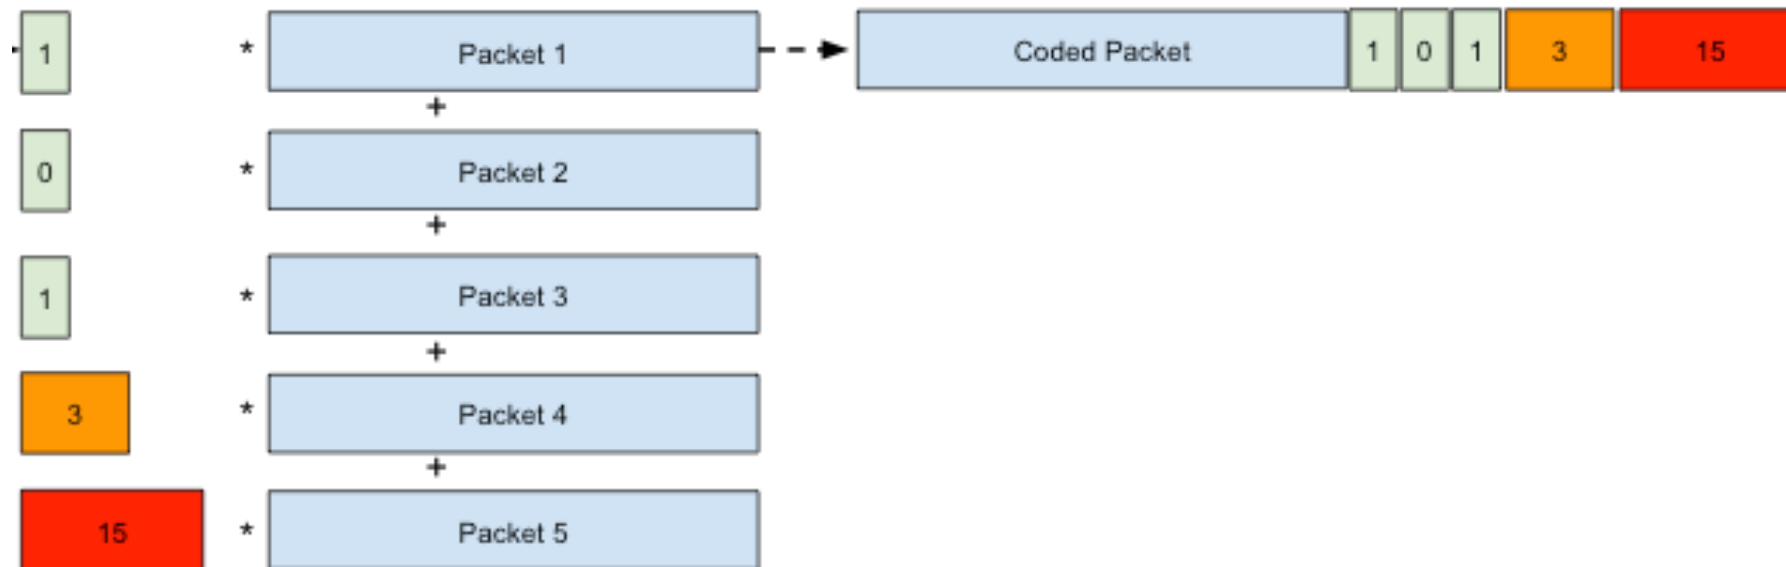 1 * Packet 1 Coded Packet 1 0 1 3 15
+
0 * Packet 2
+
1 * Packet 3
+
3 * Packet 4
+
15 * Packet 5